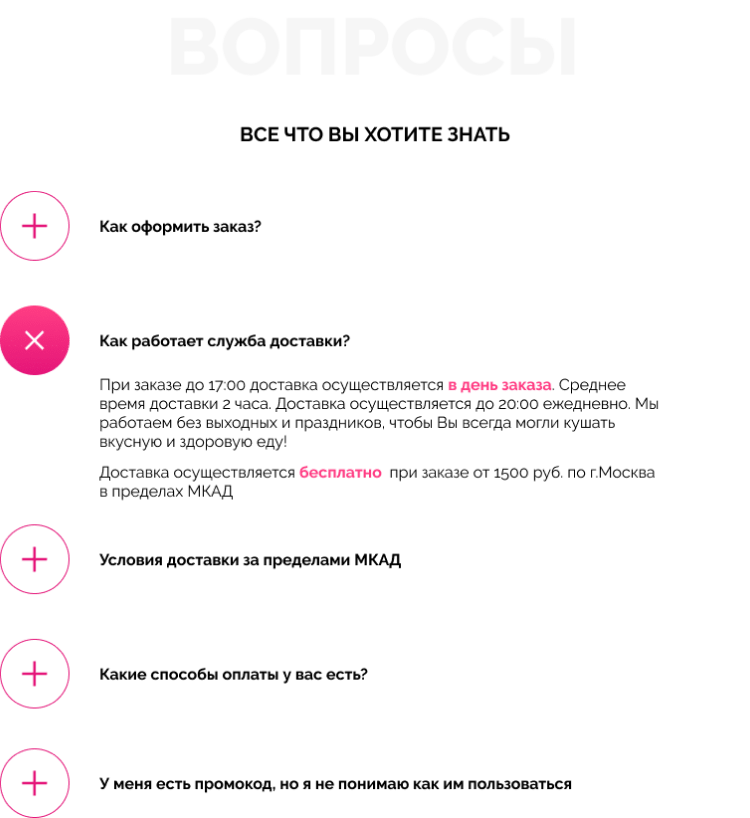 ВОПРОСЫ
ВСЕ ЧТО ВЫ ХОТИТЕ ЗНАТЬ
Как оформить заказ?
Как работает служба доставки?
При заказе до 17:00 доставка осуществляется в день заказа. Среднее
время доставки 2 часа. Доставка осуществляется до 20:00 ежедневно. Мы
работаем без выходных и праздников, чтобы Вы всегда могли кушать
вкусную и здоровую еду!
Доставка осуществляется бесплатно при заказе от 1500 руб. по г.Москва
в пределах МКАД
Условия доставки за пределами МКАД
Какие способы оплаты у вас есть?
У меня есть промокод, но я не понимаю как им пользоваться